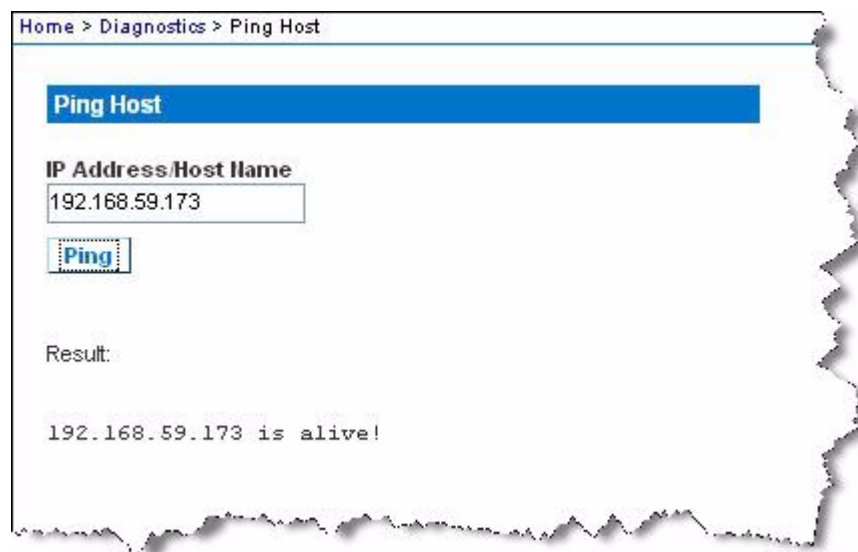 Home > Diagnostics > Ping Host
Ping Host
IP Address/Host Name
192.168.59.173
Ping
Result:
192.168.59.173 is alive!